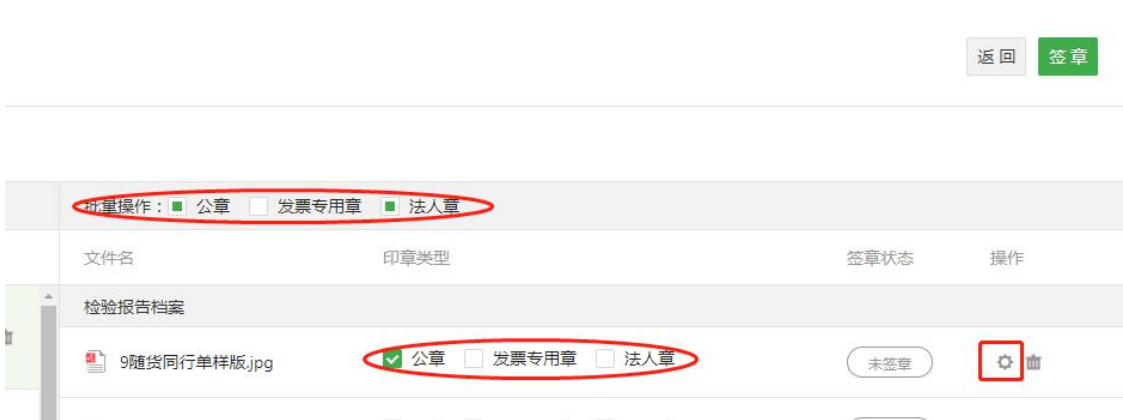 返回 签章
批量操作： 公章 发票专用章 法人章
文件名 印章类型 签章状态 操作
检验报告档案
9随货同行单样版.jpg 公章 发票专用章 法人章 未签章